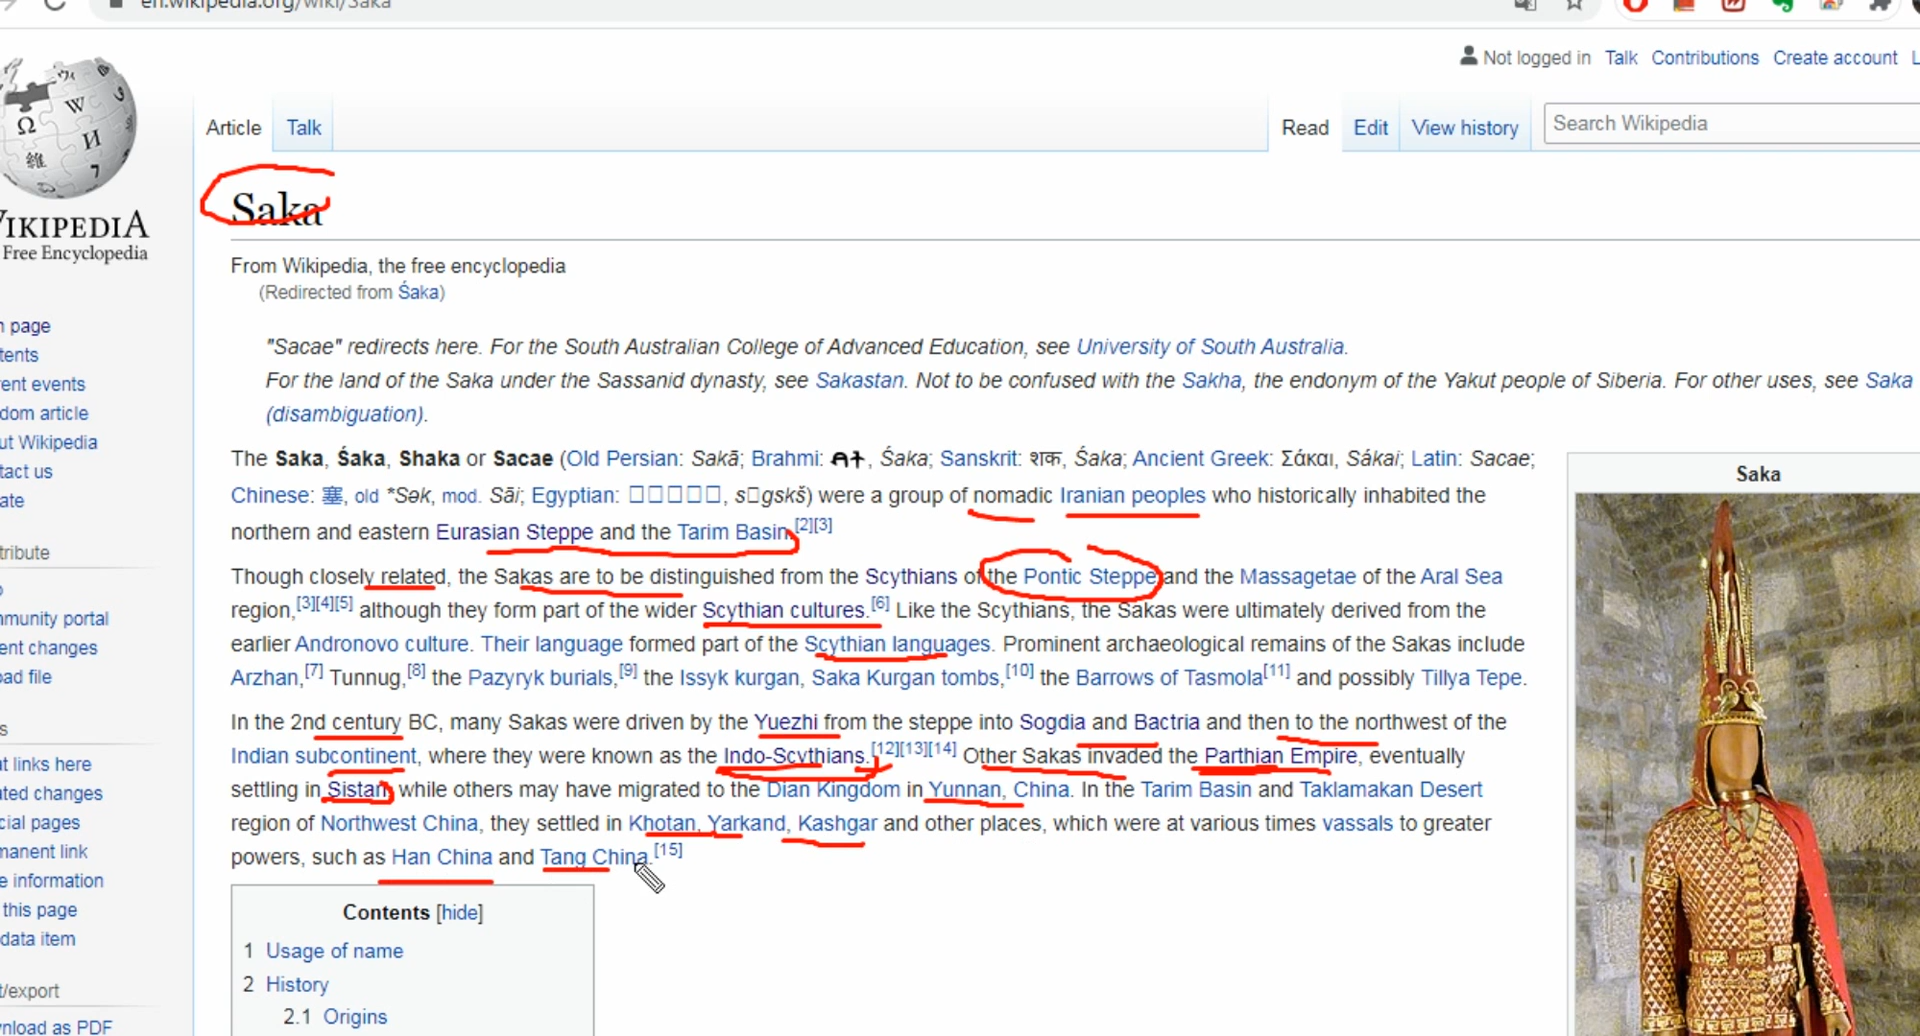 en.wikipedia.org/wiki/Saka
Not logged in Talk Contributions Create account
Article Talk Read Edit View history Search Wikipedia
WIKIPEDIA
Free Encyclopedia
Saka
From Wikipedia, the free encyclopedia
(Redirected from Śaka)
page
"Sacae" redirects here. For the South Australian College of Advanced Education, see University of South Australia.
For the land of the Saka under the Sassanid dynasty, see Sakastan. Not to be confused with the Sakha, the endonym of the Yakut people of Siberia. For other uses, see Saka
(disambiguation).
The Saka, Śaka, Shaka or Sacae (Old Persian: Sakā; Brahmi: , Śaka; Sanskrit: शक, Śaka; Ancient Greek: Σάκαι, Sákai; Latin: Sacae;
Chinese: 塞, old *Sək, mod. Sāi; Egyptian: □□□□□, s□gskš) were a group of nomadic Iranian peoples who historically inhabited the
northern and eastern Eurasian Steppe and the Tarim Basin.[2][3]
Though closely related, the Sakas are to be distinguished from the Scythians of the Pontic Steppe and the Massagetae of the Aral Sea
region,[3][4][5] although they form part of the wider Scythian cultures.[6] Like the Scythians, the Sakas were ultimately derived from the
earlier Andronovo culture. Their language formed part of the Scythian languages. Prominent archaeological remains of the Sakas include
Arzhan,[7] Tunnug,[8] the Pazyryk burials,[9] the Issyk kurgan, Saka Kurgan tombs,[10] the Barrows of Tasmola[11] and possibly Tillya Tepe.
In the 2nd century BC, many Sakas were driven by the Yuezhi from the steppe into Sogdia and Bactria and then to the northwest of the
Indian subcontinent, where they were known as the Indo-Scythians.[12][13][14] Other Sakas invaded the Parthian Empire, eventually
settling in Sistan, while others may have migrated to the Dian Kingdom in Yunnan, China. In the Tarim Basin and Taklamakan Desert
region of Northwest China, they settled in Khotan, Yarkand, Kashgar and other places, which were at various times vassals to greater
powers, such as Han China and Tang China.[15]
Contents [hide]
1 Usage of name
2 History
2.1 Origins
Saka
events
article
Wikipedia
us
portal
changes
file
links here
changes
pages
link
information
this page
data item
/export
as PDF